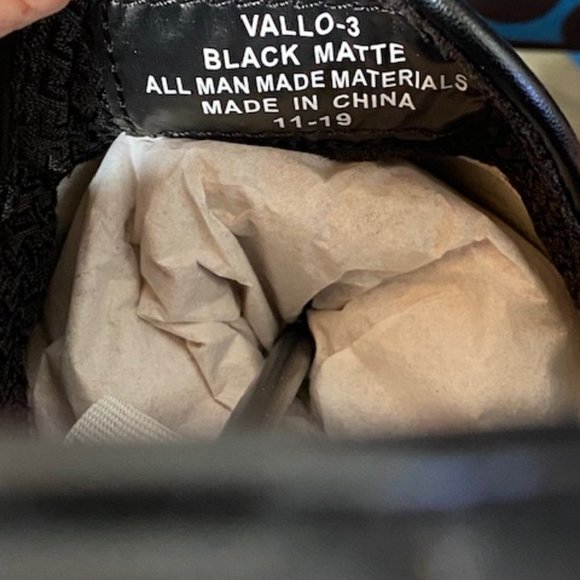 VALLO-3
BLACK MATTE
ALL MAN MADE MATERIALS
MADE IN CHINA
11-19